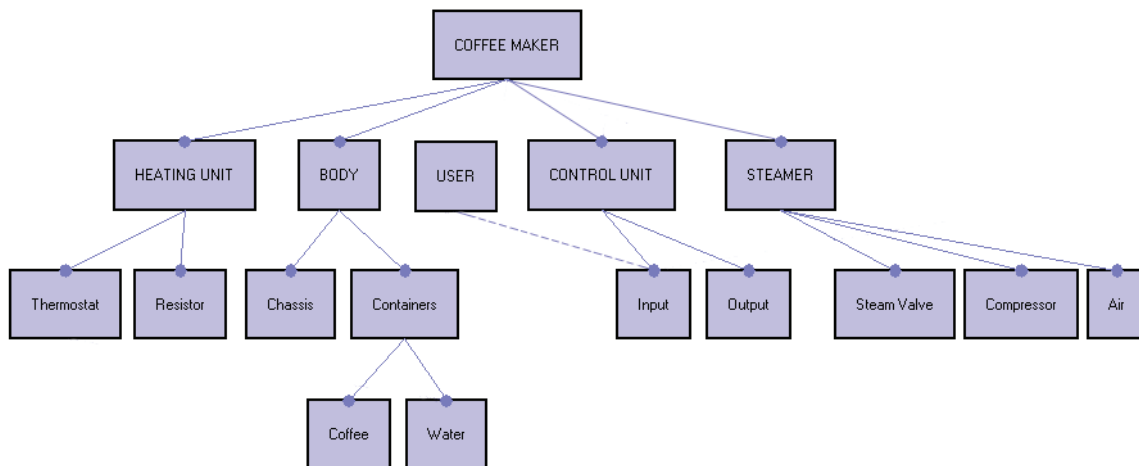 COFFEE MAKER
HEATING UNIT
BODY
USER
CONTROL UNIT
STEAMER
Thermostat
Resistor
Chassis
Containers
Input
Output
Steam Valve
Compressor
Air
Coffee
Water